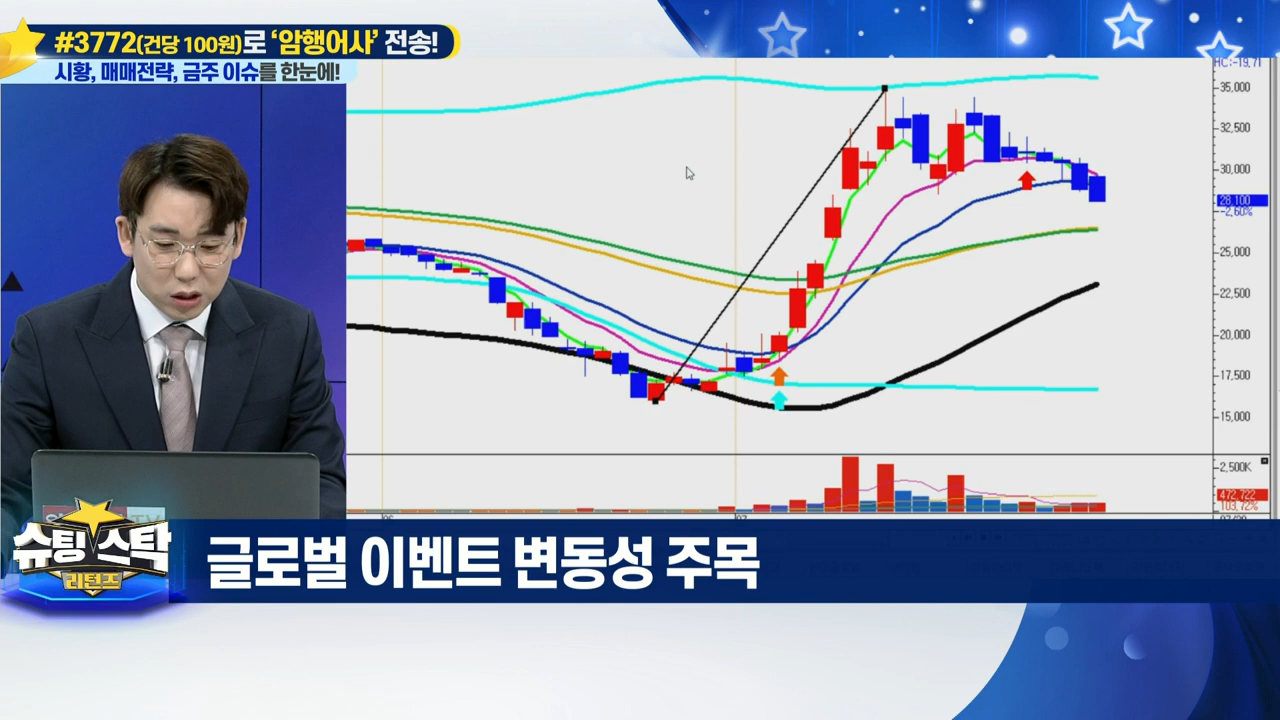 #3772(건당 100원)로 ‘암행어사’ 전송!
시황, 매매전략, 금주 이슈를 한눈에!
HC:-19.71
35,000
32,500
30,000
28,100
-2.60%
25,000
22,500
20,000
17,500
15,000
2,500K
472,722
103.72%
슈팅 스탁
리턴즈
글로벌 이벤트 변동성 주목